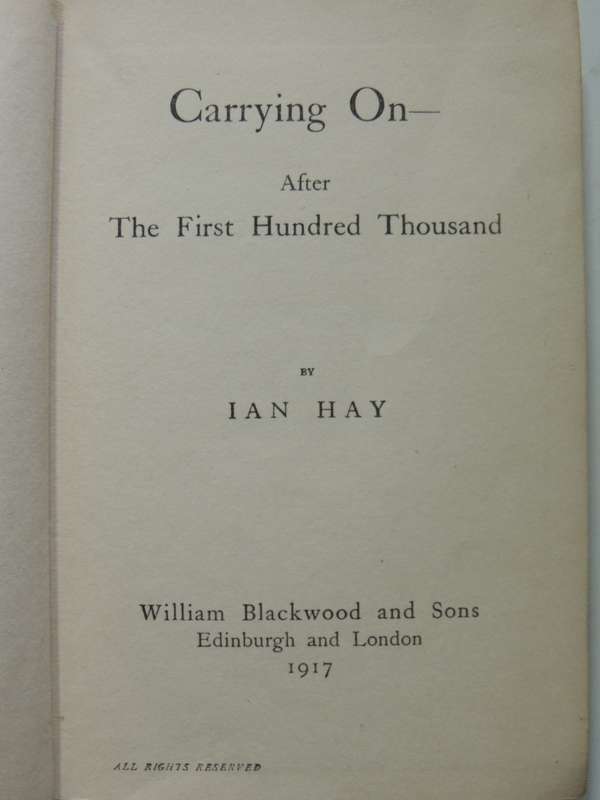 Carrying On—
After
The First Hundred Thousand
BY
IAN HAY
William Blackwood and Sons
Edinburgh and London
1917
ALL RIGHTS RESERVED